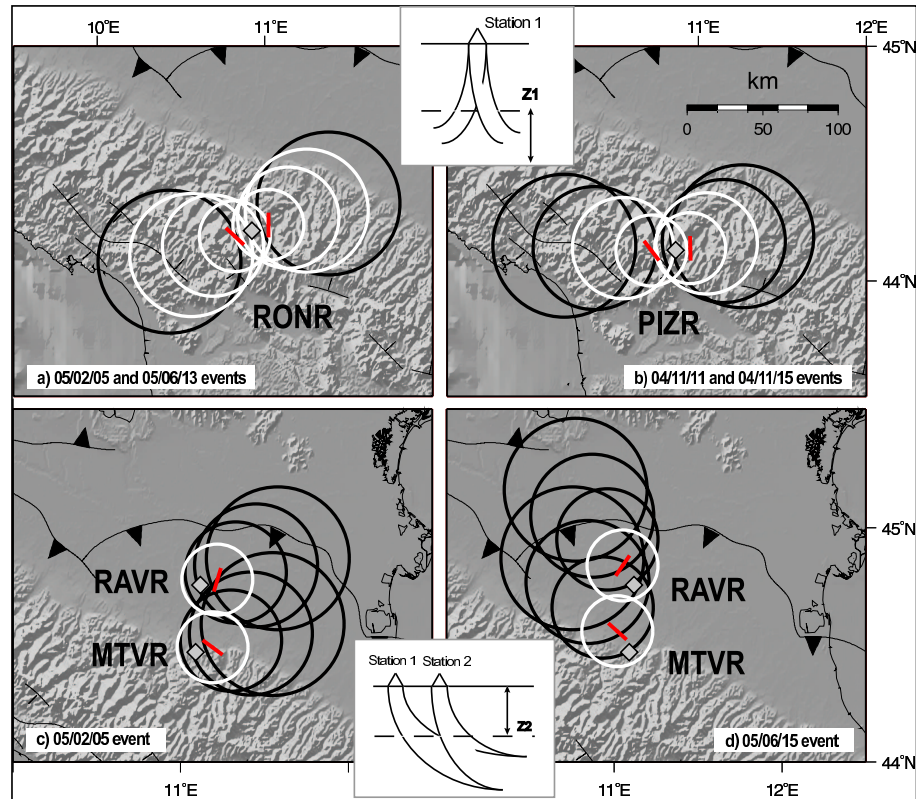 10°E
11°E
11°E
12°E
Station 1
Z1
45°N
km
0 50 100
RONR
PIZR
44°N
a) 05/02/05 and 05/06/13 events
b) 04/11/11 and 04/11/15 events
45°N
RAVR
MTVR
RAVR
MTVR
Station 1 Station 2
Z2
c) 05/02/05 event
d) 05/06/15 event
44°N
11°E
11°E
12°E